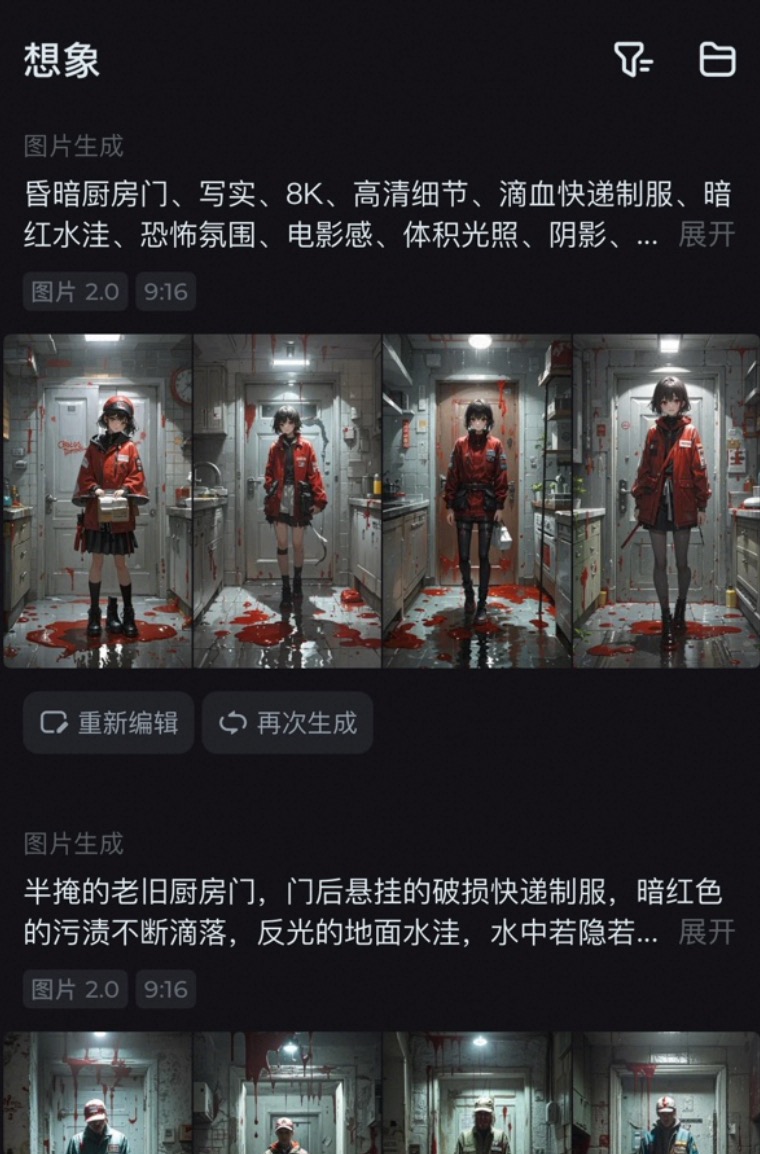 想象
图片生成
昏暗厨房门、写实、8K、高清细节、滴血快递制服、暗
红水洼、恐怖氛围、电影感、体积光照、阴影、... 展开
图片 2.0 9:16
重新编辑 再次生成
图片生成
半掩的老旧厨房门，门后悬挂的破损快递制服，暗红色
的污渍不断滴落，反光的地面水洼，水中若隐若... 展开
图片 2.0 9:16